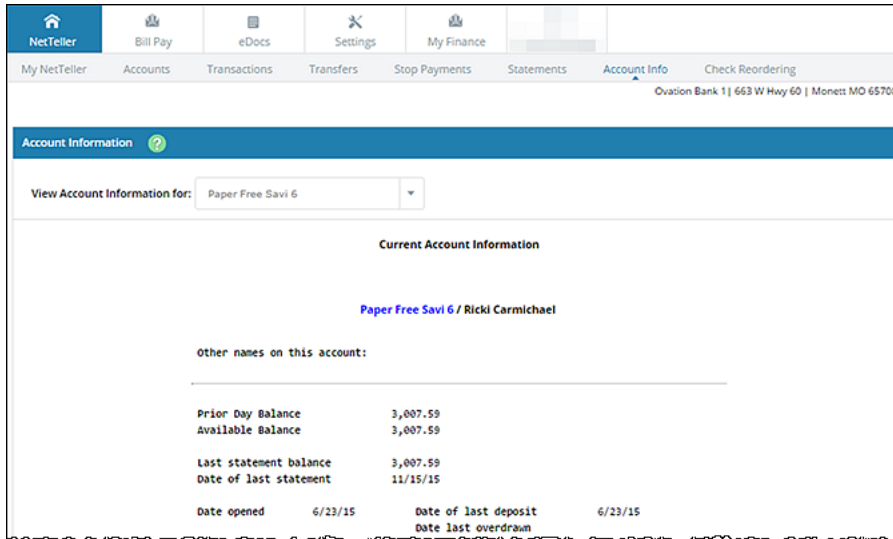 NetTeller Bill Pay eDocs Settings My Finance
My NetTeller Accounts Transactions Transfers Stop Payments Statements Account Info Check Reordering
Ovation Bank 1| 663 W Hwy 60 | Monett MO 65708
Account Information ?
View Account Information for: Paper Free Savi 6
Current Account Information
Paper Free Savi 6 / Ricki Carmichael
Other names on this account:
Prior Day Balance 3,007.59
Available Balance 3,007.59
Last statement balance 3,007.59
Date of last statement 11/15/15
Date opened 6/23/15 Date of last deposit 6/23/15
Date last overdrawn